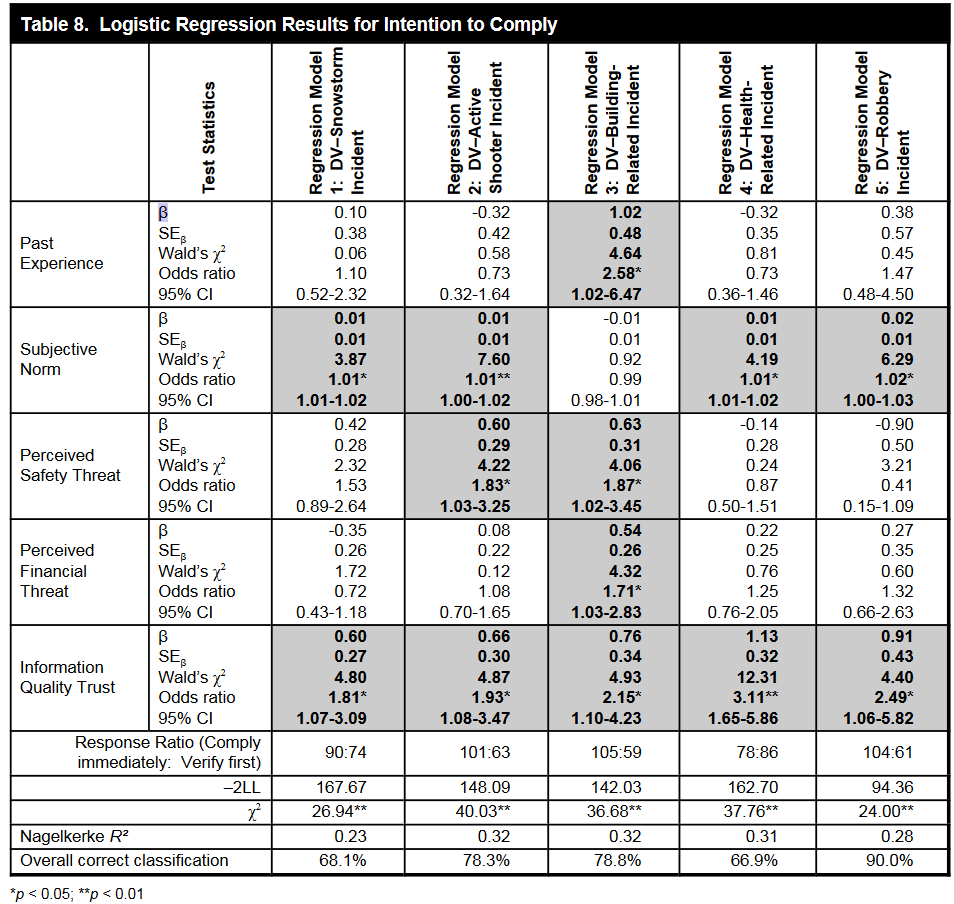 Table 8. Logistic Regression Results for Intention to Comply
Test Statistics
Regression Model
1: DV–Snowstorm
Incident
Regression Model
2: DV–Active
Shooter Incident
Regression Model
3: DV–Building-
Related Incident
Regression Model
4: DV–Health-
Related Incident
Regression Model
5: DV–Robbery
Incident
Past
Experience
β 0.10 -0.32 1.02 -0.32 0.38
SEβ 0.38 0.42 0.48 0.35 0.57
Wald's χ² 0.06 0.58 4.64 0.81 0.45
Odds ratio 1.10 0.73 2.58* 0.73 1.47
95% CI 0.52-2.32 0.32-1.64 1.02-6.47 0.36-1.46 0.48-4.50
Subjective
Norm
β 0.01 0.01 -0.01 0.01 0.02
SEβ 0.01 0.01 0.01 0.01 0.01
Wald's χ² 3.87 7.60 0.92 4.19 6.29
Odds ratio 1.01* 1.01** 0.99 1.01* 1.02*
95% CI 1.01-1.02 1.00-1.02 0.98-1.01 1.01-1.02 1.00-1.03
Perceived
Safety Threat
β 0.42 0.60 0.63 -0.14 -0.90
SEβ 0.28 0.29 0.31 0.28 0.50
Wald's χ² 2.32 4.22 4.06 0.24 3.21
Odds ratio 1.53 1.83* 1.87* 0.87 0.41
95% CI 0.89-2.64 1.03-3.25 1.02-3.45 0.50-1.51 0.15-1.09
Perceived
Financial
Threat
β -0.35 0.08 0.54 0.22 0.27
SEβ 0.26 0.22 0.26 0.25 0.35
Wald's χ² 1.72 0.12 4.32 0.76 0.60
Odds ratio 0.72 1.08 1.71* 1.25 1.32
95% CI 0.43-1.18 0.70-1.65 1.03-2.83 0.76-2.05 0.66-2.63
Information
Quality Trust
β 0.60 0.66 0.76 1.13 0.91
SEβ 0.27 0.30 0.34 0.32 0.43
Wald's χ² 4.80 4.87 4.93 12.31 4.40
Odds ratio 1.81* 1.93* 2.15* 3.11** 2.49*
95% CI 1.07-3.09 1.08-3.47 1.10-4.23 1.65-5.86 1.06-5.82
Response Ratio (Comply
immediately: Verify first) 90:74 101:63 105:59 78:86 104:61
–2LL 167.67 148.09 142.03 162.70 94.36
χ² 26.94** 40.03** 36.68** 37.76** 24.00**
Nagelkerke R² 0.23 0.32 0.32 0.31 0.28
Overall correct classification 68.1% 78.3% 78.8% 66.9% 90.0%
*p < 0.05; **p < 0.01